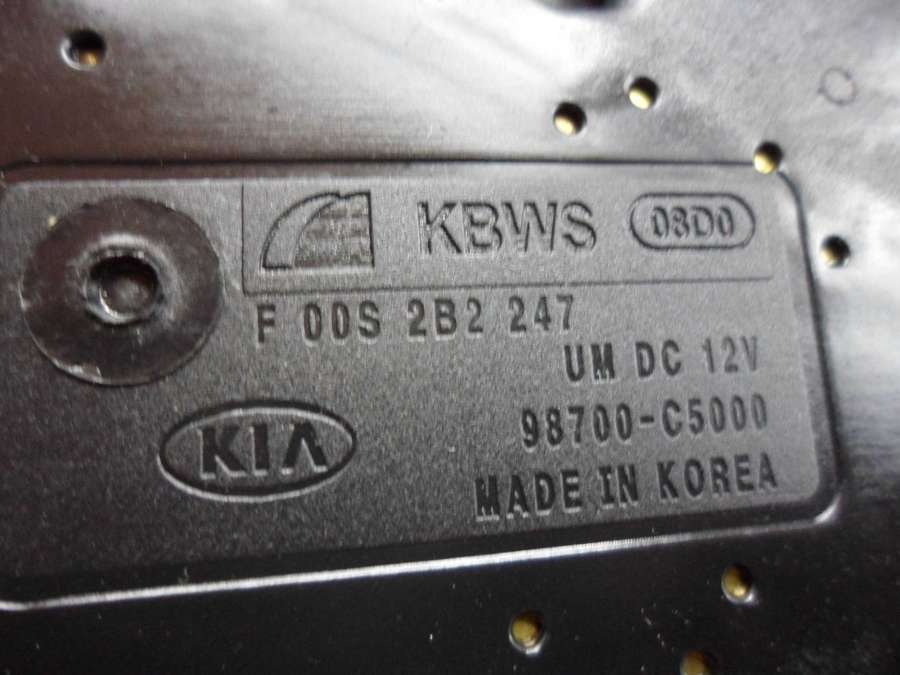 KBWS 08D0
F 00S 2B2 247
UM DC 12V
98700-C5000
KIA
MADE IN KOREA